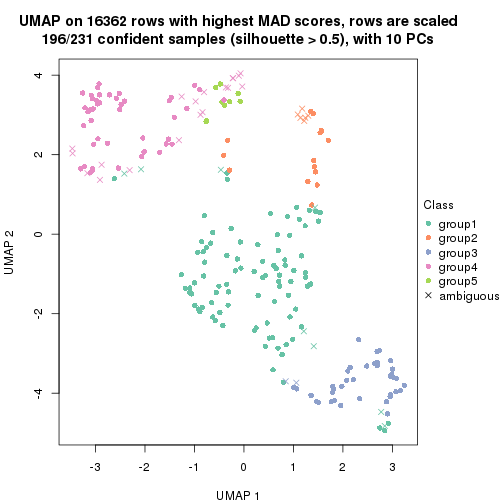 UMAP on 16362 rows with highest MAD scores, rows are scaled
196/231 confident samples (silhouette > 0.5), with 10 PCs
4
2
0
-2
-4
UMAP 2
-3
-2
-1
0
1
2
3
UMAP 1
Class
group1
group2
group3
group4
group5
ambiguous